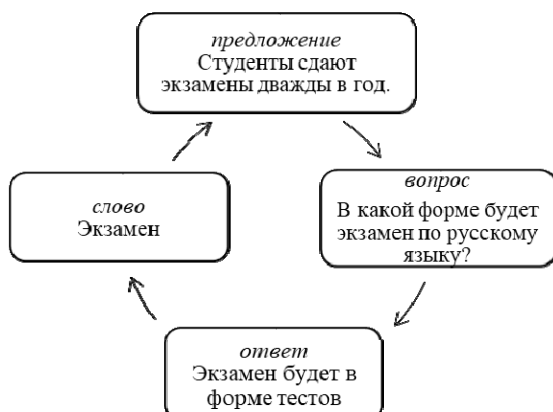 предложение
Студенты сдают
экзамены дважды в год.
вопрос
В какой форме будет
экзамен по русскому
языку?
ответ
Экзамен будет в
форме тестов
слово
Экзамен